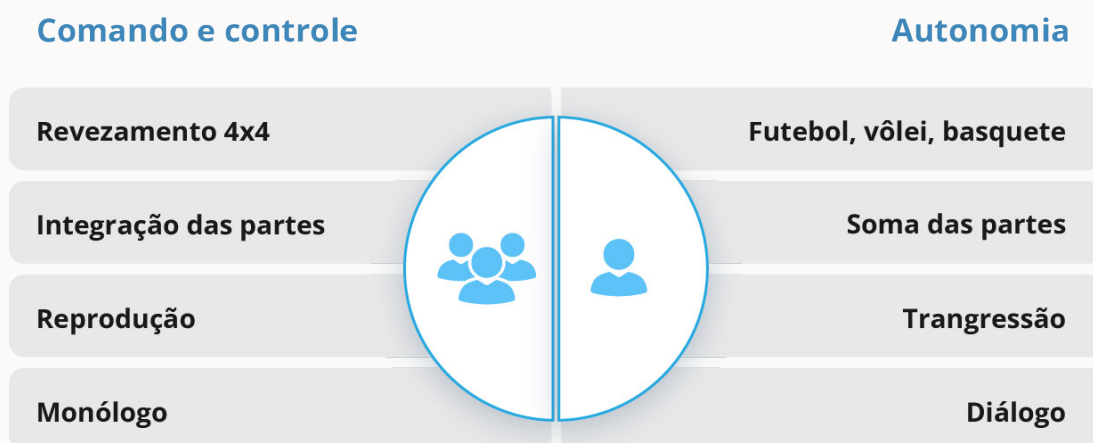 Comando e controle
Autonomia
Revezamento 4x4
Futebol, vôlei, basquete
Integração das partes
Soma das partes
Reprodução
Trangressão
Monólogo
Diálogo